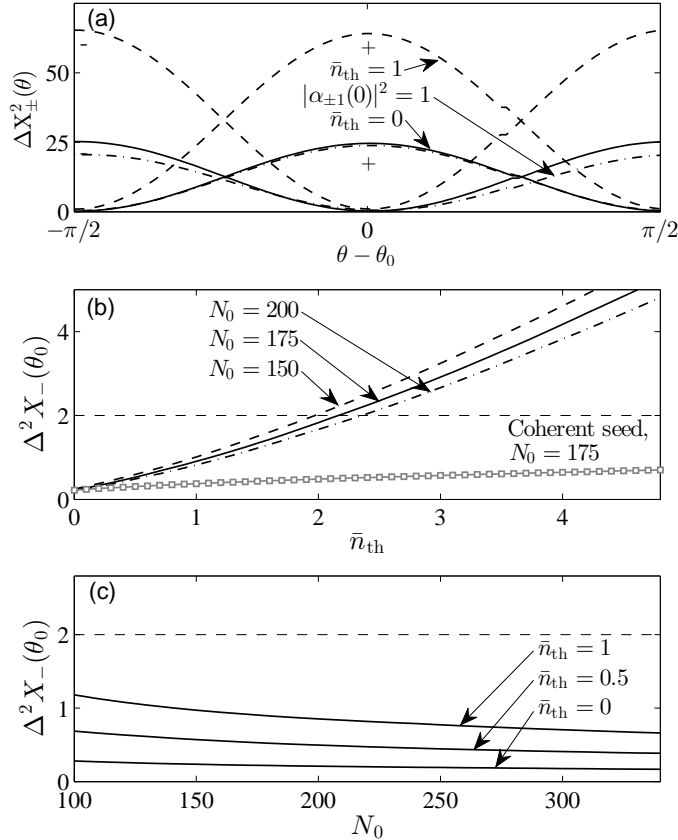 (a)
ΔX²±(θ)
50
25
0
−
−
+
+
n̄th = 1
|α±1(0)|² = 1
n̄th = 0
−π/2
0
π/2
θ − θ0
(b)
Δ² X−(θ0)
4
2
0
N0 = 200
N0 = 175
N0 = 150
Coherent seed,
N0 = 175
0
1
2
3
4
n̄th
(c)
Δ² X−(θ0)
2
1
0
n̄th = 1
n̄th = 0.5
n̄th = 0
100
150
200
250
300
N0